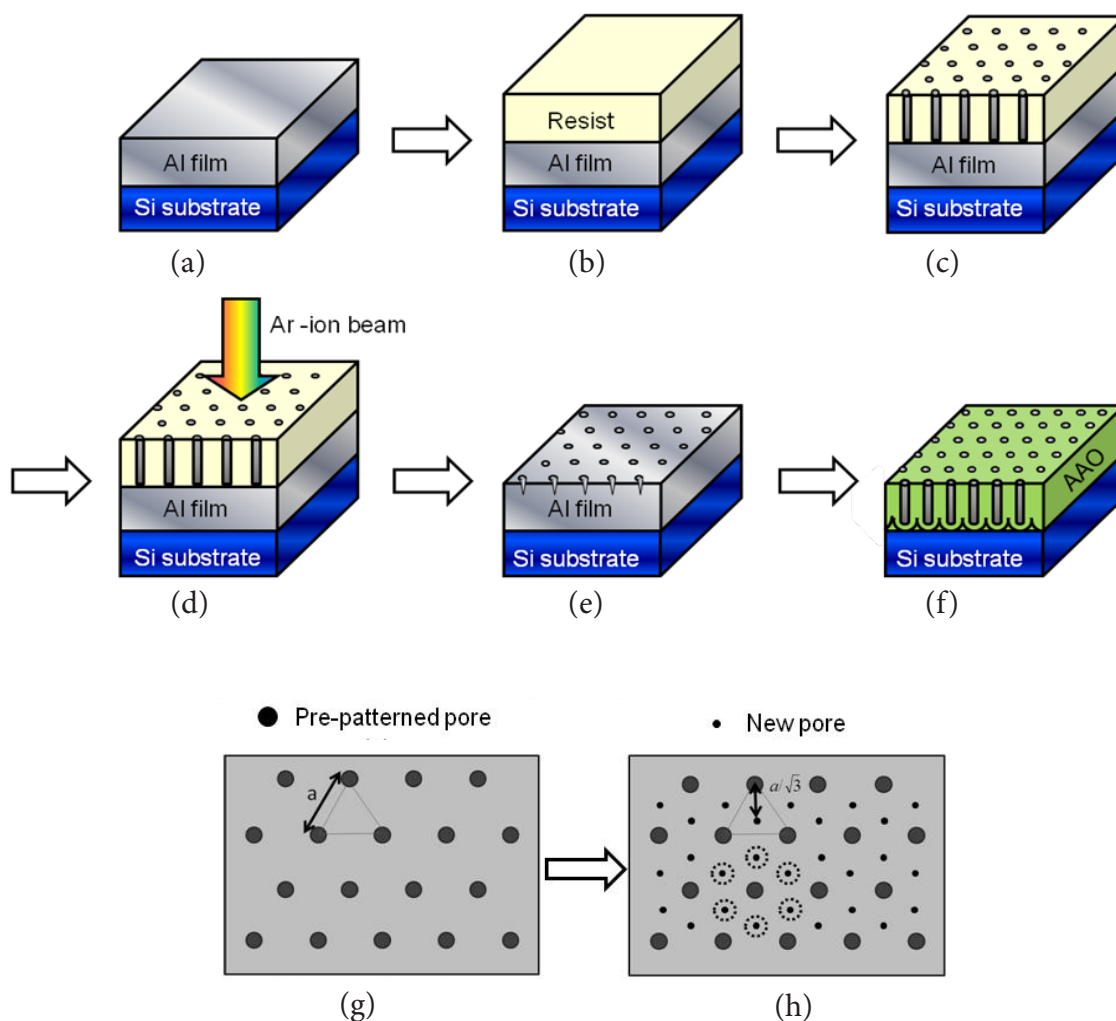 Al film
Si substrate
(a)
Resist
Al film
Si substrate
(b)
Al film
Si substrate
(c)
Ar -ion beam
Al film
Si substrate
(d)
Al film
Si substrate
(e)
AAO
Si substrate
(f)
Pre-patterned pore
a
(g)
New pore
a/√3
(h)